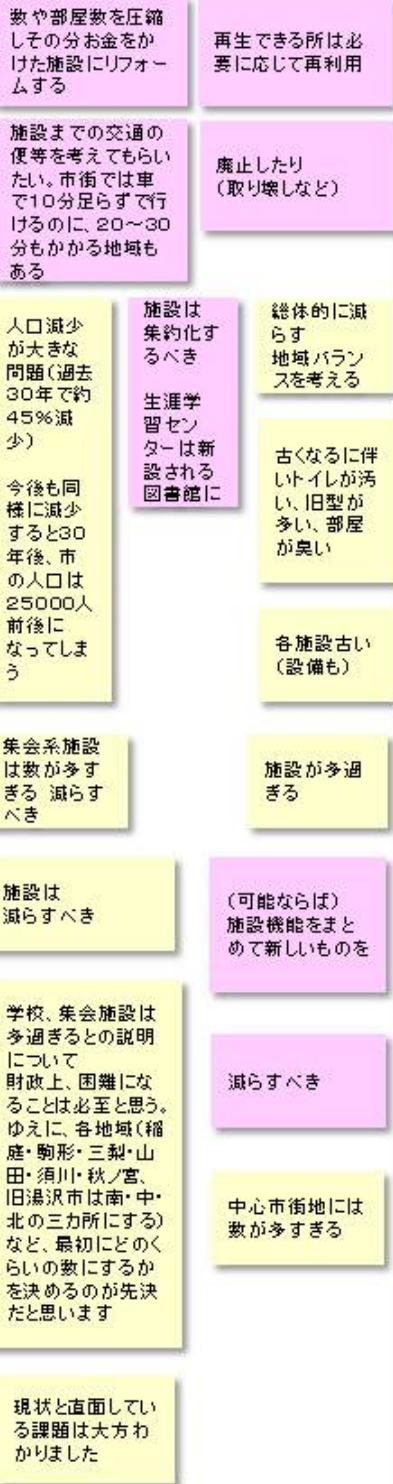 数や部屋数を圧縮
しその分お金をか
けた施設にリフォー
ムする
再生できる所は必
要に応じて再利用
施設までの交通の
便等を考えてもらい
たい。市街では車
で10分足らずで行
けるのに、20～30
分もかかる地域も
ある
廃止したり
(取り壊しなど)
人口減少
が大きな
問題(過去
30年で約
45%減
少)
今後も同
様に減少
すると30
年後、市
の人口は
25000人
前後に
なってしま
う
施設は
集約化す
るべき
生涯学
習セン
ターは新
設される
図書館に
総体的に減
らす
地域バラン
スを考える
古くなるに伴
いトイレが汚
い、旧型が
多い、部屋
が臭い
各施設古い
(設備も)
集会系施設
は数が多す
ぎる 減らす
べき
施設が多過
ぎる
施設は
減らすべき
(可能ならば)
施設機能をまと
めて新しいものを
学校、集会施設は
多過ぎるとの説明
について
財政上、困難にな
ることは必至と思う。
ゆえに、各地域(稲
庭・駒形・三梨・山
田・須川・秋ノ宮、
旧湯沢市は南・中・
北の三カ所にする)
など、最初にどのく
らいの数にするか
を決めるのが先決
だと思います
減らすべき
中心市街地には
数が多すぎる
現状と直面してい
る課題は大方わ
かりました